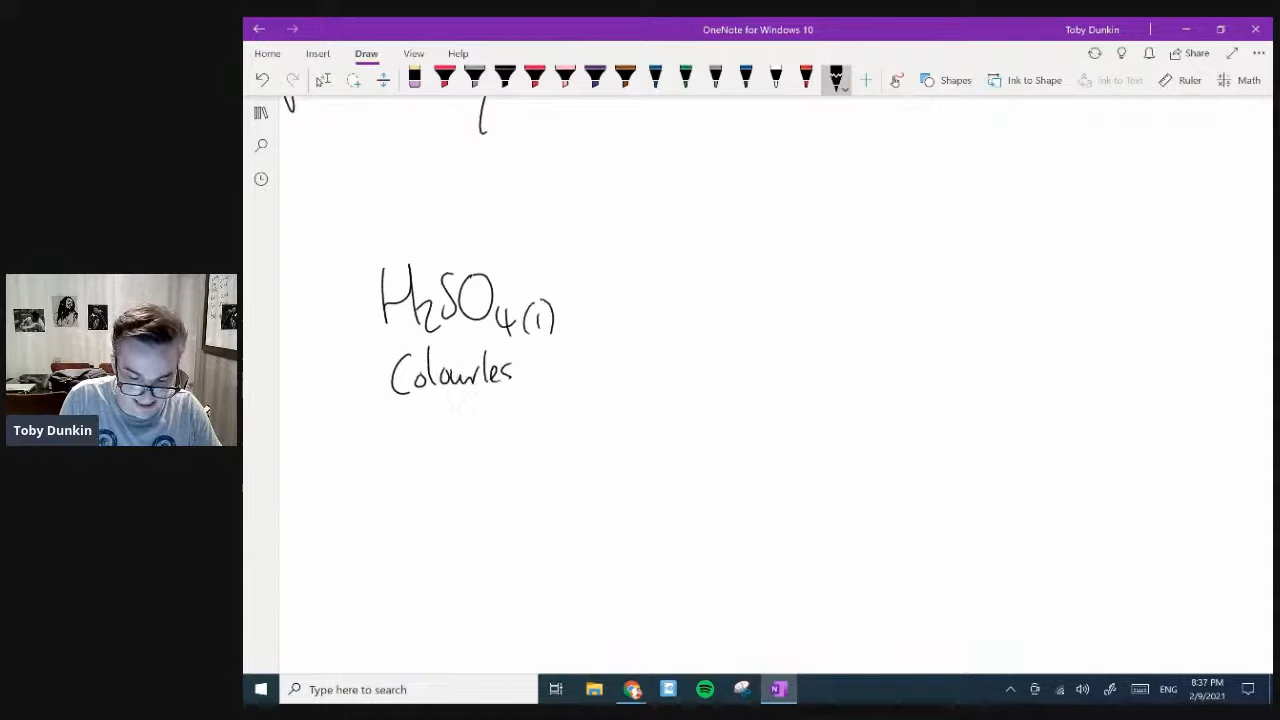 OneNote for Windows 10
Toby Dunkin
Home Insert Draw View Help
Share
Shapes Ink to Shape Ink to Text Ruler Math
H2SO4(l)
Colourles
Toby Dunkin
Type here to search
ENG
8:37 PM
2/9/2021